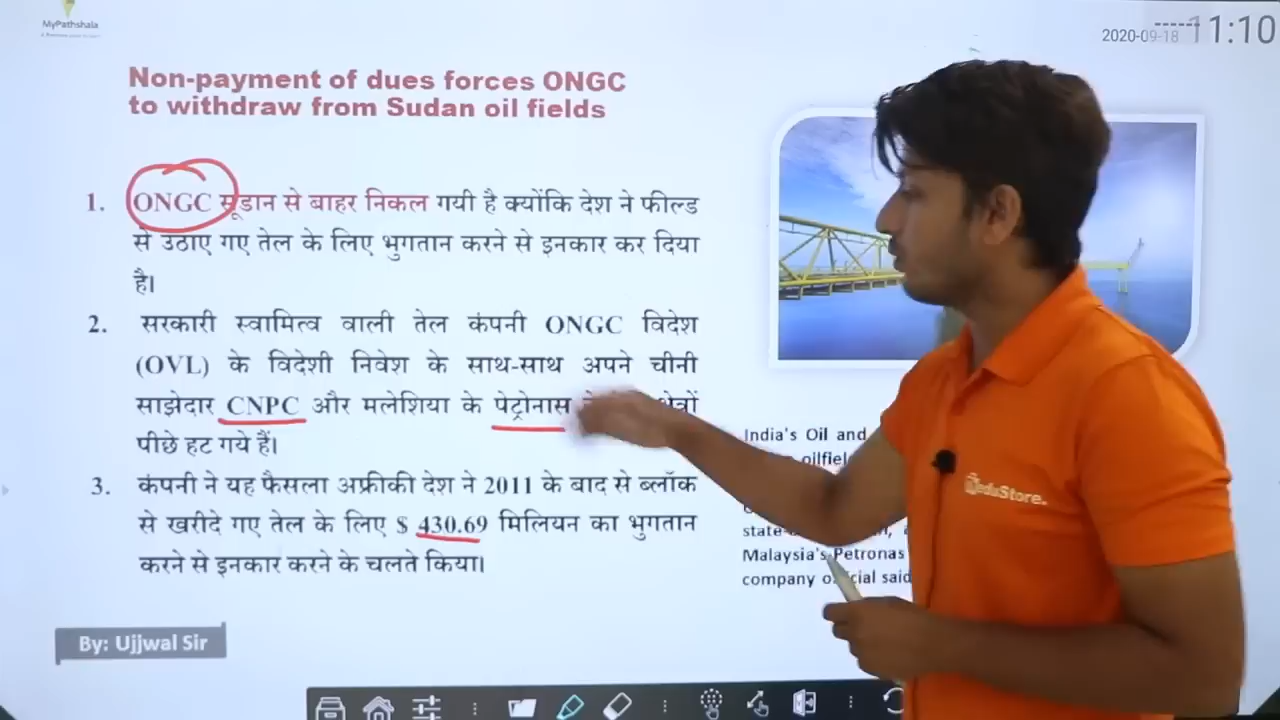 MyPathshala
2020-09-18 11:10
Non-payment of dues forces ONGC
to withdraw from Sudan oil fields
1. ONGC सूडान से बाहर निकल गयी है क्योंकि देश ने फील्ड
से उठाए गए तेल के लिए भुगतान करने से इनकार कर दिया
है।
2. सरकारी स्वामित्व वाली तेल कंपनी ONGC विदेश
(OVL) के विदेशी निवेश के साथ-साथ अपने चीनी
साझेदार CNPC और मलेशिया के पेट्रोनास
पीछे हट गये हैं।
3. कंपनी ने यह फैसला अफ्रीकी देश ने 2011 के बाद से ब्लॉक
से खरीदे गए तेल के लिए $ 430.69 मिलियन का भुगतान
करने से इनकार करने के चलते किया।
India's Oil and
Malaysia's Petronas
company said
eduStore.
By: Ujjwal Sir